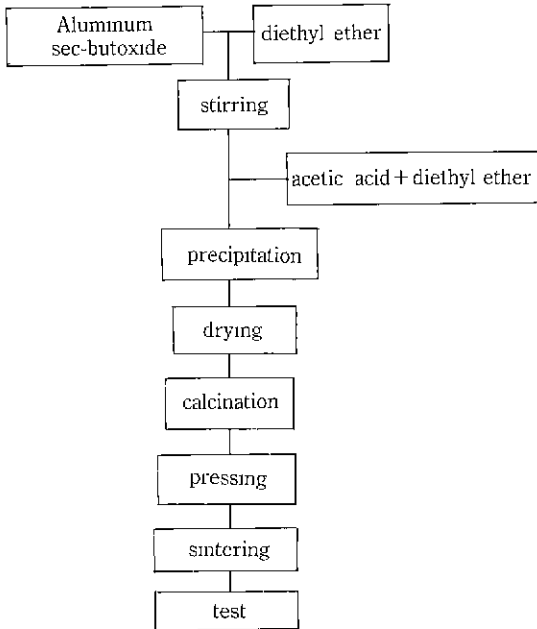 Aluminum
sec-butoxide
diethyl ether
stirring
acetic acid + diethyl ether
precipitation
drying
calcination
pressing
sintering
test